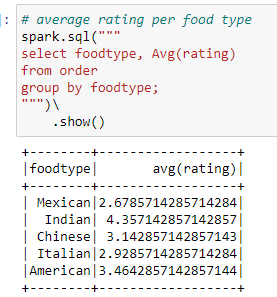 ]: # average rating per food type
spark.sql("""
select foodtype, Avg(rating)
from order
group by foodtype;
""")\
    .show()
+--------+------------------+
|foodtype|       avg(rating)|
+--------+------------------+
| Mexican|2.6785714285714284|
|  Indian| 4.357142857142857|
| Chinese| 3.142857142857143|
| Italian|2.9285714285714284|
|American|3.4642857142857144|
+--------+------------------+